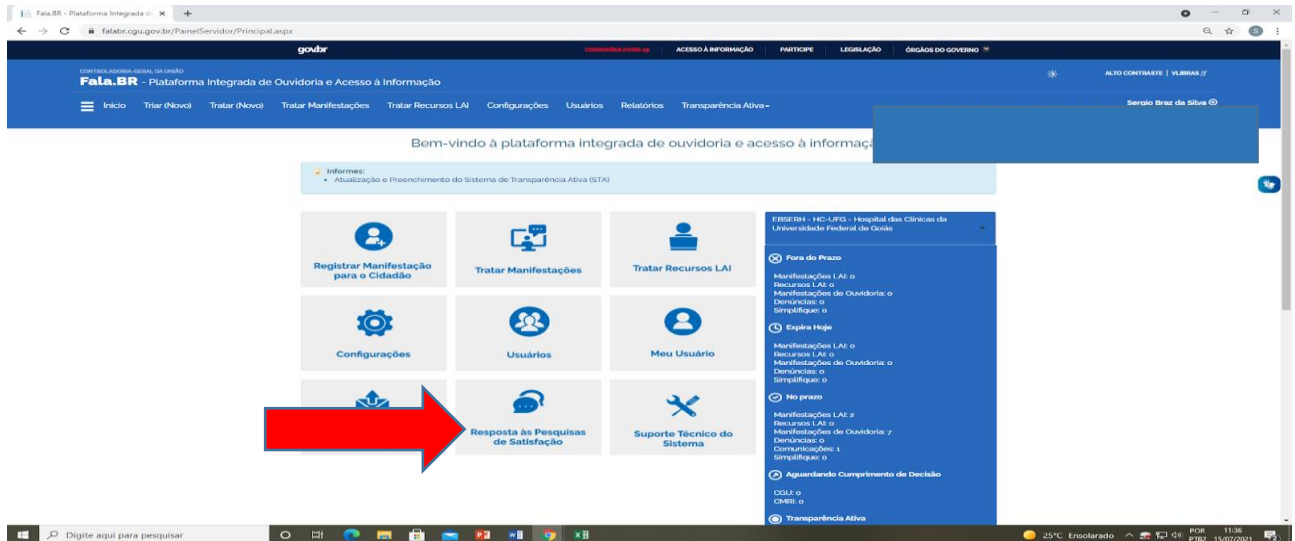 Fala.BR - Plataforma Integrada d
falabr.cgu.gov.br/PainelServidor/Principal.aspx
S
govbr
ACESSO À INFORMAÇÃO
PARTICIPE
LEGISLAÇÃO
ÓRGÃOS DO GOVERNO
CONTROLADORIA-GERAL DA UNIÃO
Fala.BR - Plataforma Integrada de Ouvidoria e Acesso à Informação
ALTO CONTRASTE | VLIBRAS
Início Triar (Novo) Tratar (Novo) Tratar Manifestações Tratar Recursos LAI Configurações Usuários Relatórios Transparência Ativa
Sergio Braz da Silva
Bem-vindo à plataforma integrada de ouvidoria e acesso à informaç
Informes:
Atualização e Preenchimento do Sistema de Transparência Ativa (STA)
Registrar Manifestação
para o Cidadão
Tratar Manifestações
Tratar Recursos LAI
Configurações
Usuários
Meu Usuário
Resposta às Pesquisas
de Satisfação
Suporte Técnico do
Sistema
EBSERH - HC-UFG - Hospital das Clínicas da
Universidade Federal de Goiás
Fora do Prazo
Manifestações LAI: 0
Recursos LAI: 0
Manifestações de Ouvidoria: 0
Denúncias: 0
Simplifique: 0
Expira Hoje
Manifestações LAI: 0
Recursos LAI: 0
Manifestações de Ouvidoria: 0
Denúncias: 0
Simplifique: 0
No prazo
Manifestações LAI: 2
Recursos LAI: 0
Manifestações de Ouvidoria: 7
Denúncias: 0
Comunicações: 1
Simplifique: 0
Aguardando Cumprimento de Decisão
CGU: 0
CMRI: 0
Transparência Ativa
Digite aqui para pesquisar
25°C Ensolarado
POR
PTB2
11:36
15/07/2021